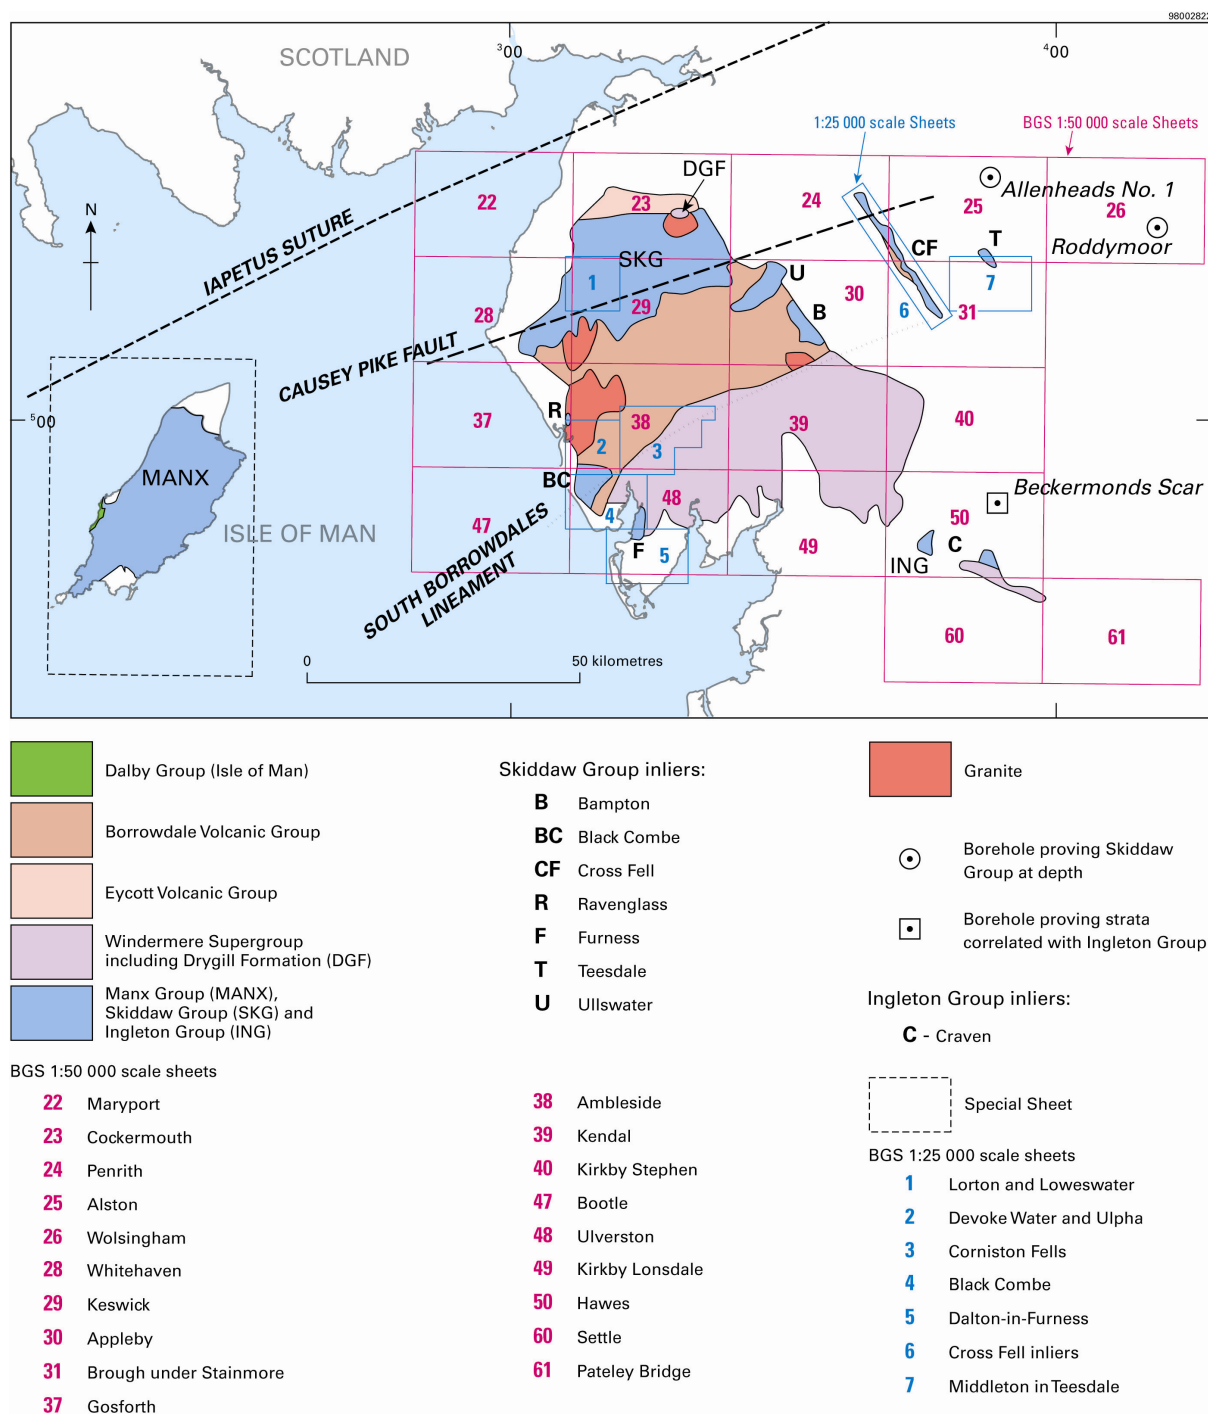 98002822
300
400
SCOTLAND
1:25 000 scale Sheets
BGS 1:50 000 scale Sheets
DGF
N
22
23
24
25
26
Allenheads No. 1
Roddymoor
IAPETUS SUTURE
SKG
CF
T
U
1
7
28
29
30
B
6
31
CAUSEY PIKE FAULT
500
R
37
38
39
40
2
3
MANX
BC
48
Beckermonds Scar
4
50
ISLE OF MAN
47
F
5
49
C
ING
SOUTH BORROWDALES
LINEAMENT
60
61
0
50 kilometres
Dalby Group (Isle of Man)
Borrowdale Volcanic Group
Eycott Volcanic Group
Windermere Supergroup
including Drygill Formation (DGF)
Manx Group (MANX),
Skiddaw Group (SKG) and
Ingleton Group (ING)
Skiddaw Group inliers:
B Bampton
BC Black Combe
CF Cross Fell
R Ravenglass
F Furness
T Teesdale
U Ullswater
Granite
Borehole proving Skiddaw
Group at depth
Borehole proving strata
correlated with Ingleton Group
Ingleton Group inliers:
C - Craven
Special Sheet
BGS 1:50 000 scale sheets
22 Maryport
23 Cockermouth
24 Penrith
25 Alston
26 Wolsingham
28 Whitehaven
29 Keswick
30 Appleby
31 Brough under Stainmore
37 Gosforth
38 Ambleside
39 Kendal
40 Kirkby Stephen
47 Bootle
48 Ulverston
49 Kirkby Lonsdale
50 Hawes
60 Settle
61 Pateley Bridge
BGS 1:25 000 scale sheets
1 Lorton and Loweswater
2 Devoke Water and Ulpha
3 Corniston Fells
4 Black Combe
5 Dalton-in-Furness
6 Cross Fell inliers
7 Middleton in Teesdale